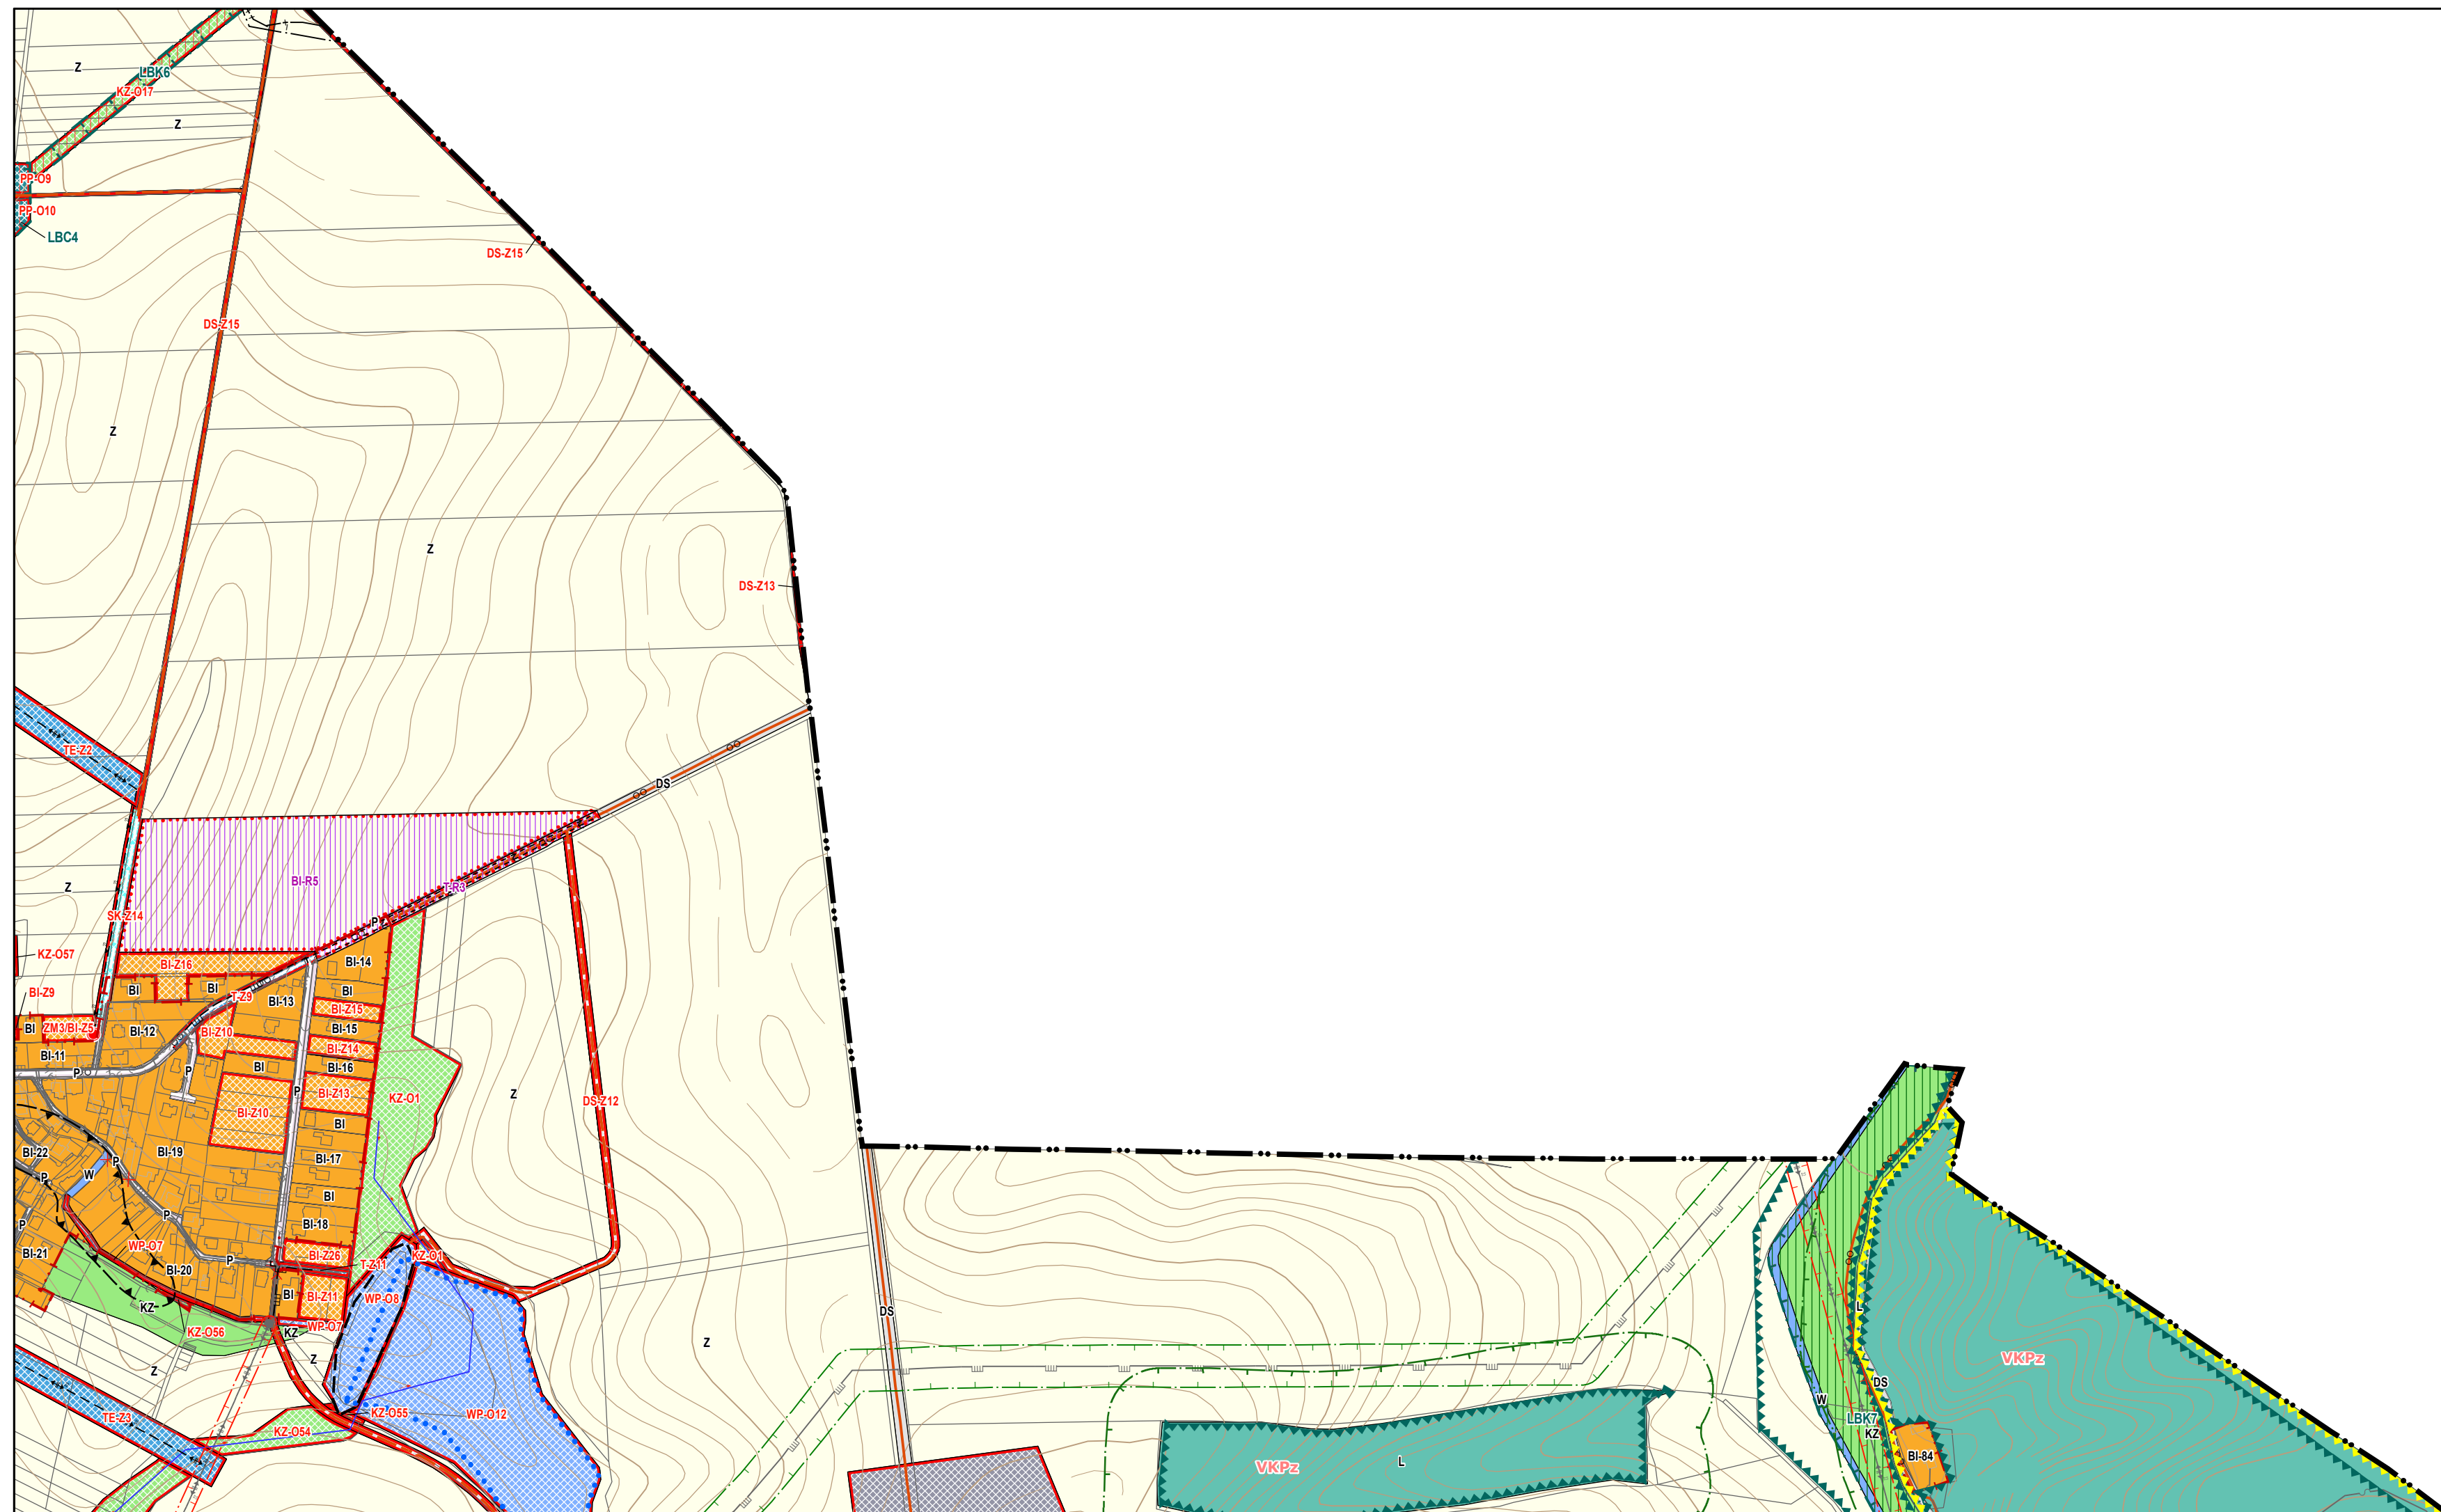 Z
LBK6
KZ-O17
Z
PP-O9
PP-O10
LBC4
DS-Z15
DS-Z15
Z
Z
DS-Z13
TE-Z2
DS
Z
BI-R5
T-R3
SK-Z14
P
KZ-O57
BI-Z16
BI-14
BI-Z9
BI
BI
T-Z9
BI-13
BI
BI-Z15
BI
ZM3/BI-Z5
BI-12
BI-Z10
BI-15
BI-11
BI-Z14
BI
BI-16
P
P
P
BI-Z13
KZ-O1
Z
DS-Z12
BI-Z10
BI
BI-22
BI-19
P
BI-17
W
P
BI
P
P
BI-18
BI-21
WP-O7
P
BI-Z26
KZ-O1
BI-20
T-Z11
BI
BI-Z11
WP-O8
KZ
DS
L
KZ-O56
KZ
WP-O7
Z
Z
Z
VKPz
DS
W
TE-Z3
KZ-O55
WP-O12
LBK7
KZ-O54
KZ
VKPz
L
BI-84